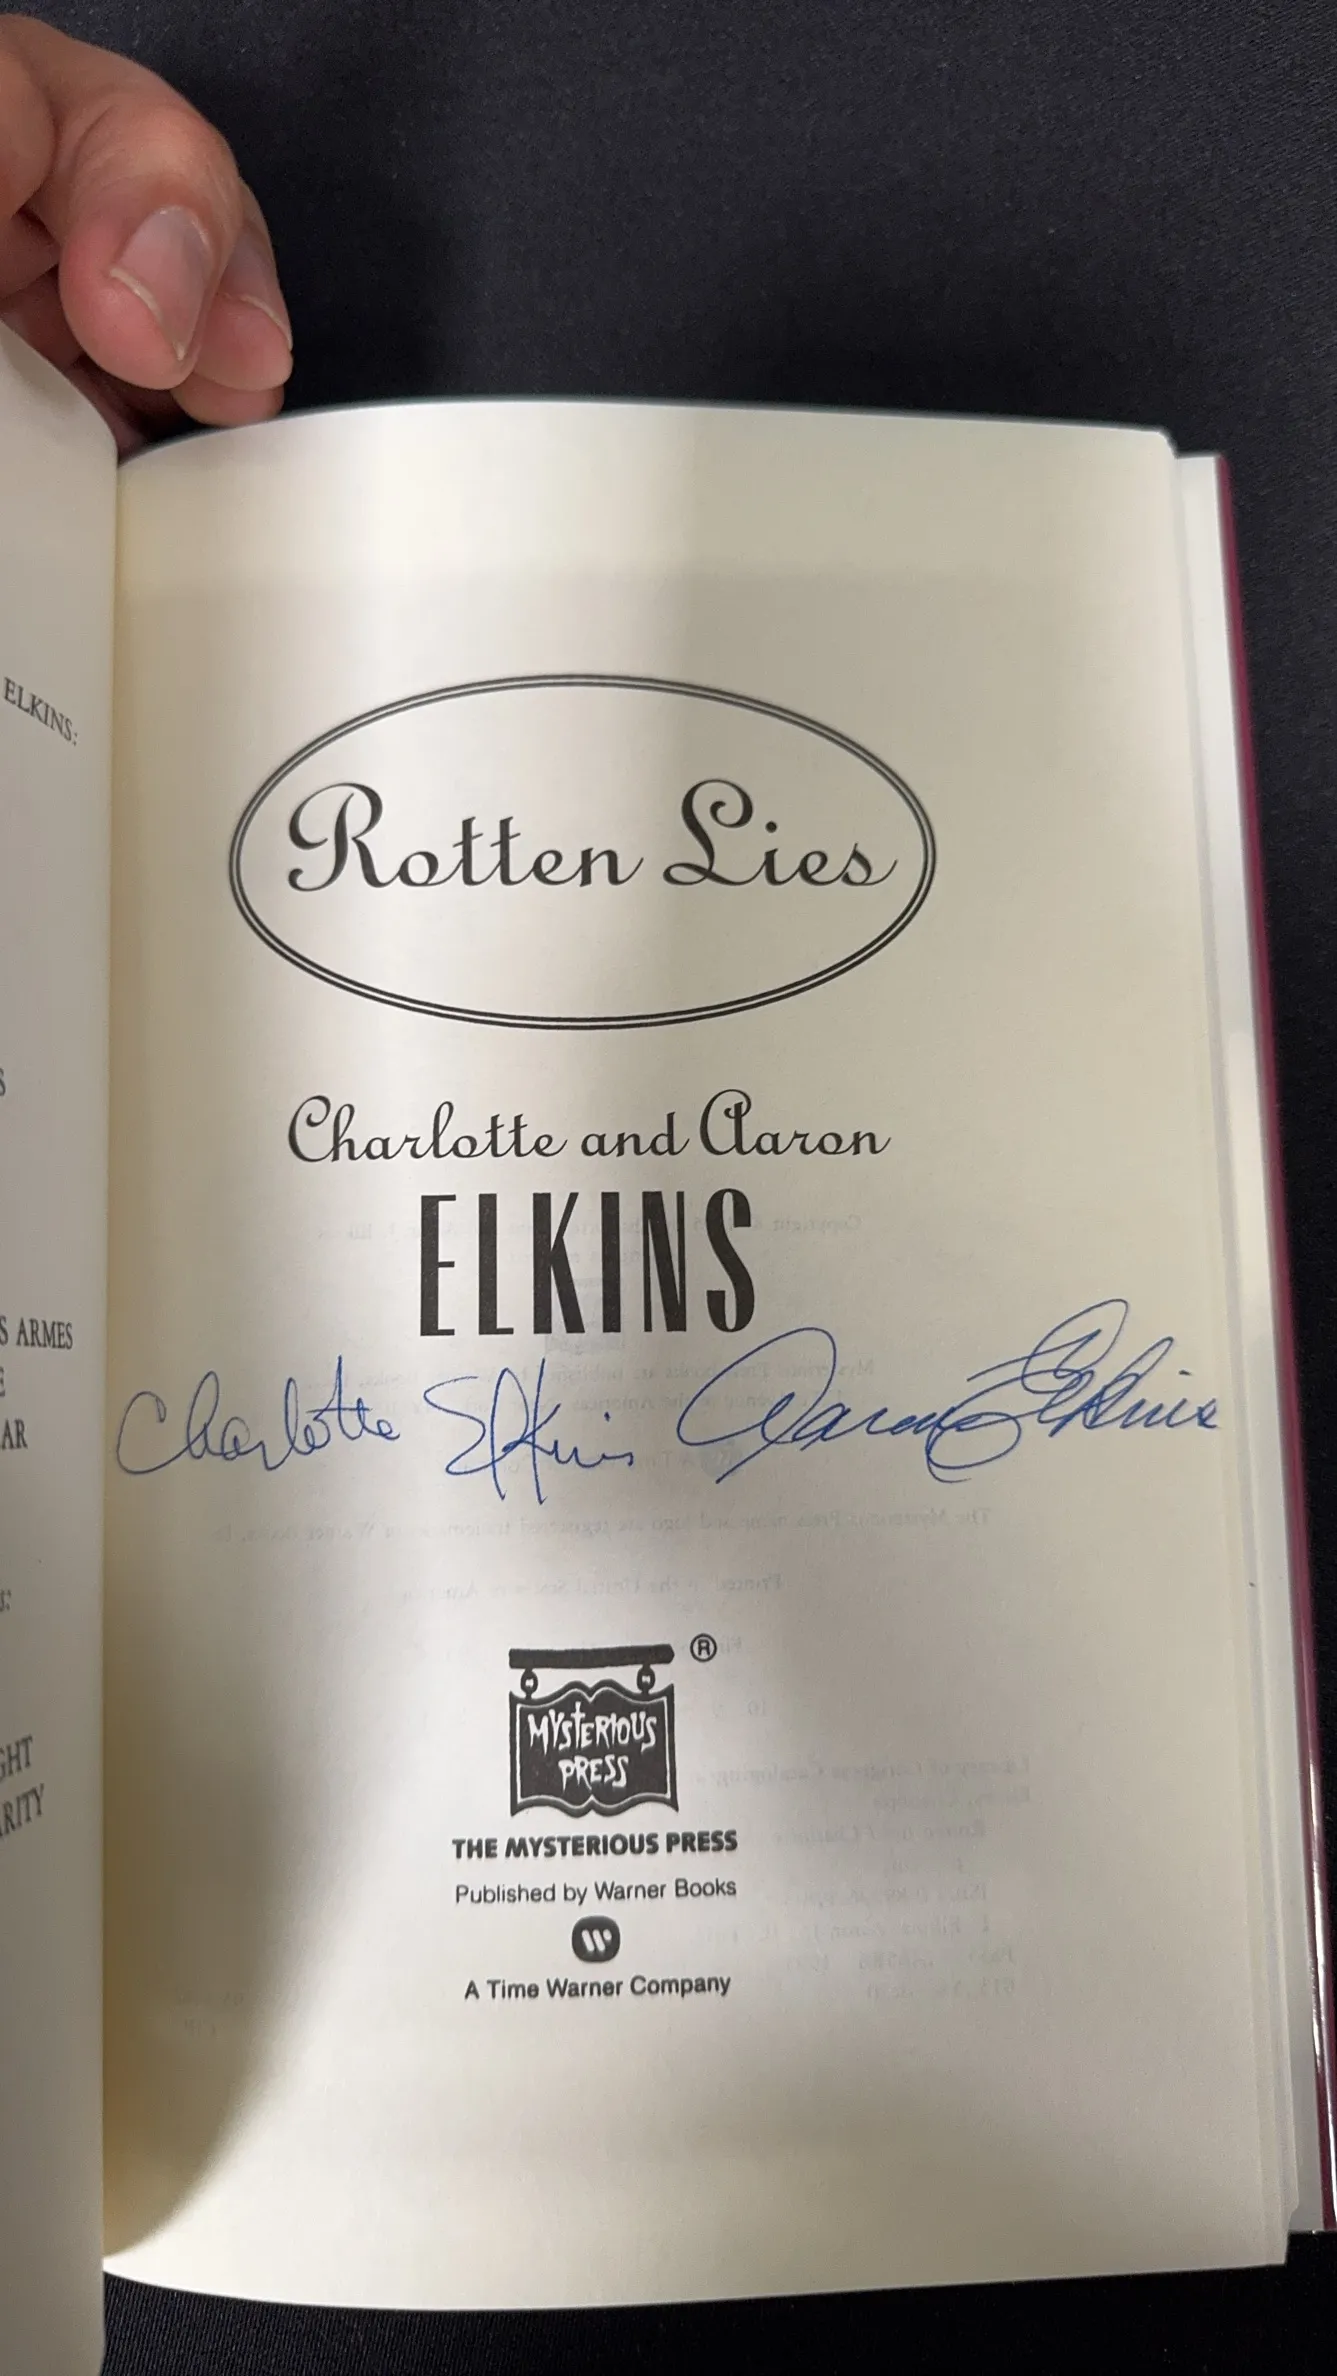 ELKINS:
S ARMES
AR
GHT
RITY
Rotten Lies
Charlotte and Aaron
ELKINS
Charlotte Elkins Aaron Elkins
®
MYSTERIOUS
PRESS
THE MYSTERIOUS PRESS
Published by Warner Books
A Time Warner Company